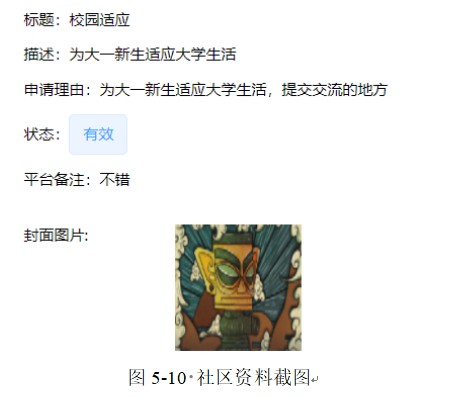 标题：校园适应
描述：为大一新生适应大学生活
申请理由：为大一新生适应大学生活，提交交流的地方
状态：有效
平台备注：不错
封面图片:
图 5-10·社区资料截图